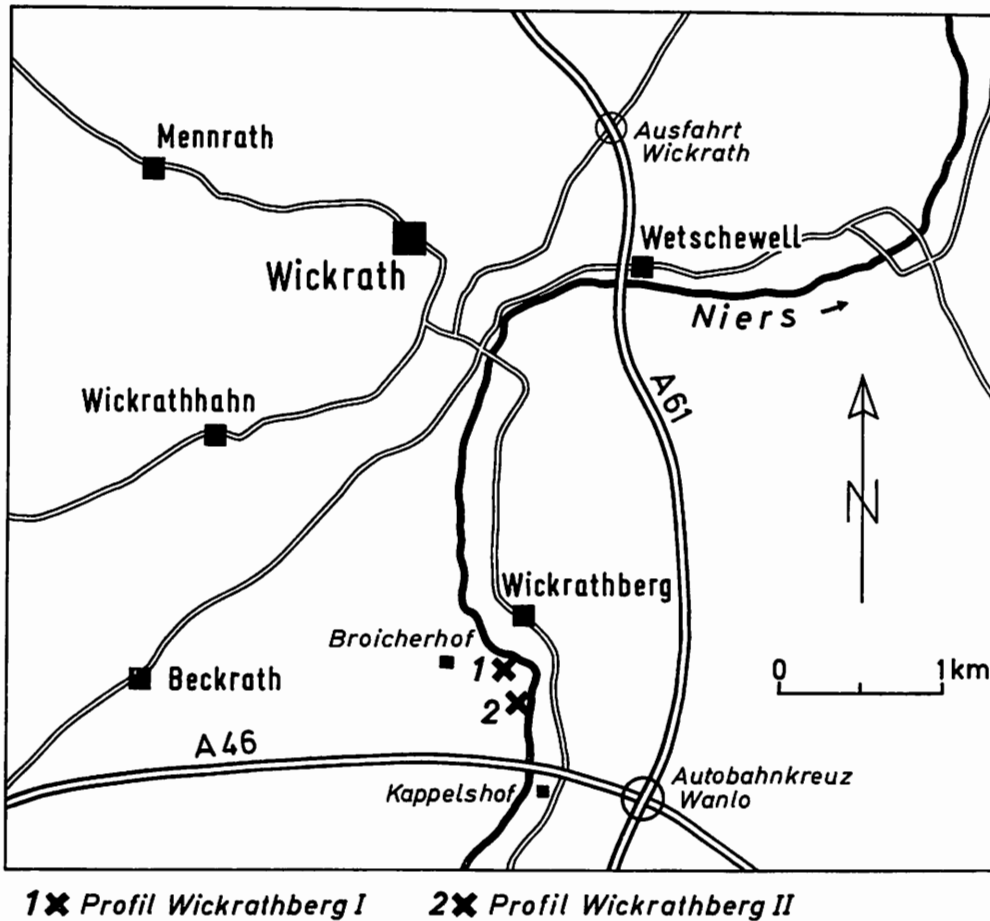 Mennrath
Ausfahrt
Wickrath
Wetschewell
Wickrath
Niers
A61
Wickrathhahn
N
Wickrathberg
Broicherhof
1
Beckrath
0 1km
2
A 46
Kappelshof
Autobahnkreuz
Wanlo
1 Profil Wickrathberg I 2 Profil Wickrathberg II